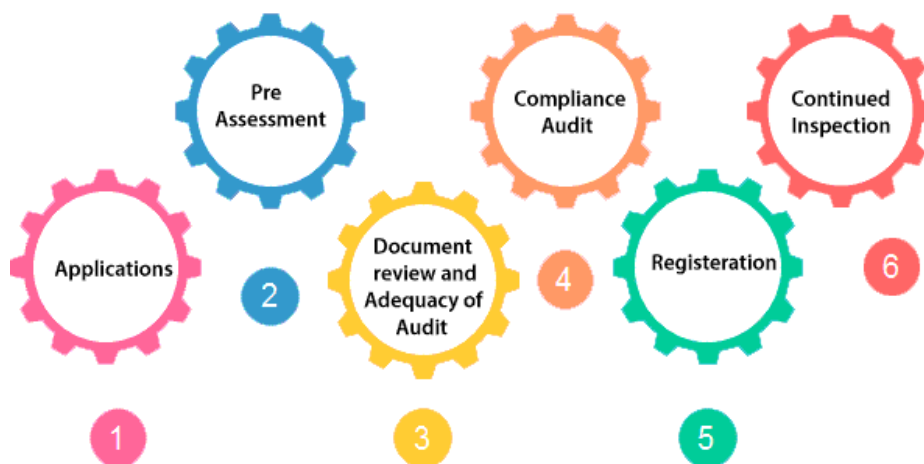 Applications
1
Pre
Assessment
2
Document
review and
Adequacy of
Audit
3
Compliance
Audit
4
Registeration
5
Continued
Inspection
6